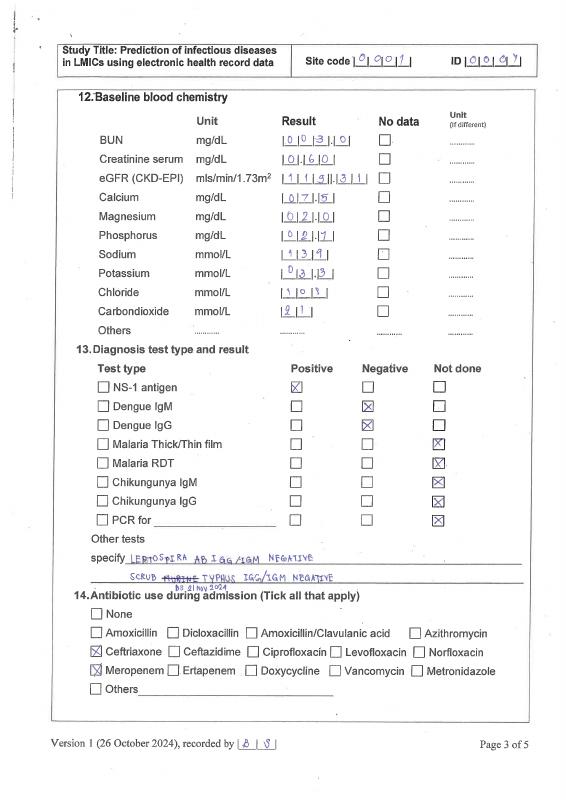 Study Title: Prediction of infectious diseases
in LMICs using electronic health record data
Site code |0|0|0|1| ID |0|0|0|4|
12.Baseline blood chemistry
Unit Result No data Unit (if different)
BUN mg/dL |0|0|3|.|0| ☐ ............
Creatinine serum mg/dL |0|.|6|0| ☐ ............
eGFR (CKD-EPI) mls/min/1.73m² |1|1|9|.|3|1| ☐ ............
Calcium mg/dL |0|7|.|5| ☐ ............
Magnesium mg/dL |0|2|.|0| ☐ ............
Phosphorus mg/dL |0|2|.|1| ☐ ............
Sodium mmol/L |1|3|9| ☐ ............
Potassium mmol/L |0|3|.|3| ☐ ............
Chloride mmol/L |1|0|8| ☐ ............
Carbondioxide mmol/L |2|1| ☐ ............
Others ............ ............ ............ ............
13.Diagnosis test type and result
Test type Positive Negative Not done
☐ NS-1 antigen ☒ ☐ ☐
☐ Dengue IgM ☐ ☒ ☐
☐ Dengue IgG ☐ ☒ ☐
☐ Malaria Thick/Thin film ☐ ☐ ☒
☐ Malaria RDT ☐ ☐ ☒
☐ Chikungunya IgM ☐ ☐ ☒
☐ Chikungunya IgG ☐ ☐ ☒
☐ PCR for ____________ ☐ ☐ ☒
Other tests
specify LEPTOSPIRA AB IGG/IGM NEGATIVE
SCRUB MURINE TYPHUS IGG/IGM NEGATIVE
BS 21 NOV 2024
14.Antibiotic use during admission (Tick all that apply)
☐ None
☐ Amoxicillin ☐ Dicloxacillin ☐ Amoxicillin/Clavulanic acid ☐ Azithromycin
☒ Ceftriaxone ☐ Ceftazidime ☐ Ciprofloxacin ☐ Levofloxacin ☐ Norfloxacin
☒ Meropenem ☐ Ertapenem ☐ Doxycycline ☐ Vancomycin ☐ Metronidazole
☐ Others____________
Version 1 (26 October 2024), recorded by |B|S|
Page 3 of 5